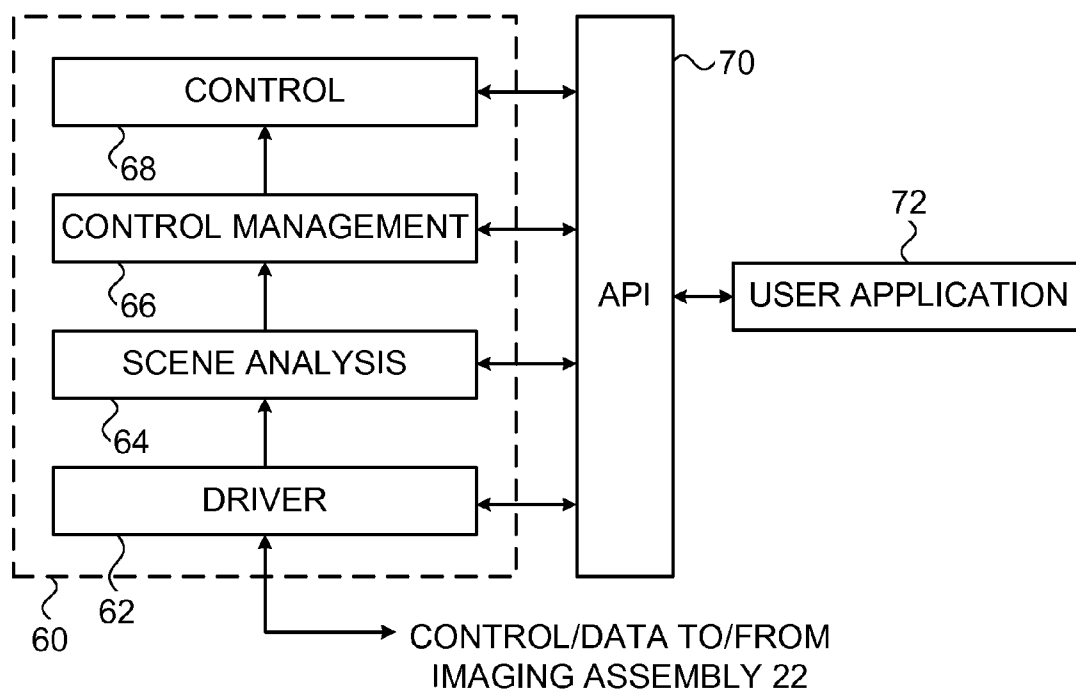 CONTROL
68
70
CONTROL MANAGEMENT
66
72
API
USER APPLICATION
SCENE ANALYSIS
64
DRIVER
62
60
CONTROL/DATA TO/FROM
IMAGING ASSEMBLY 22